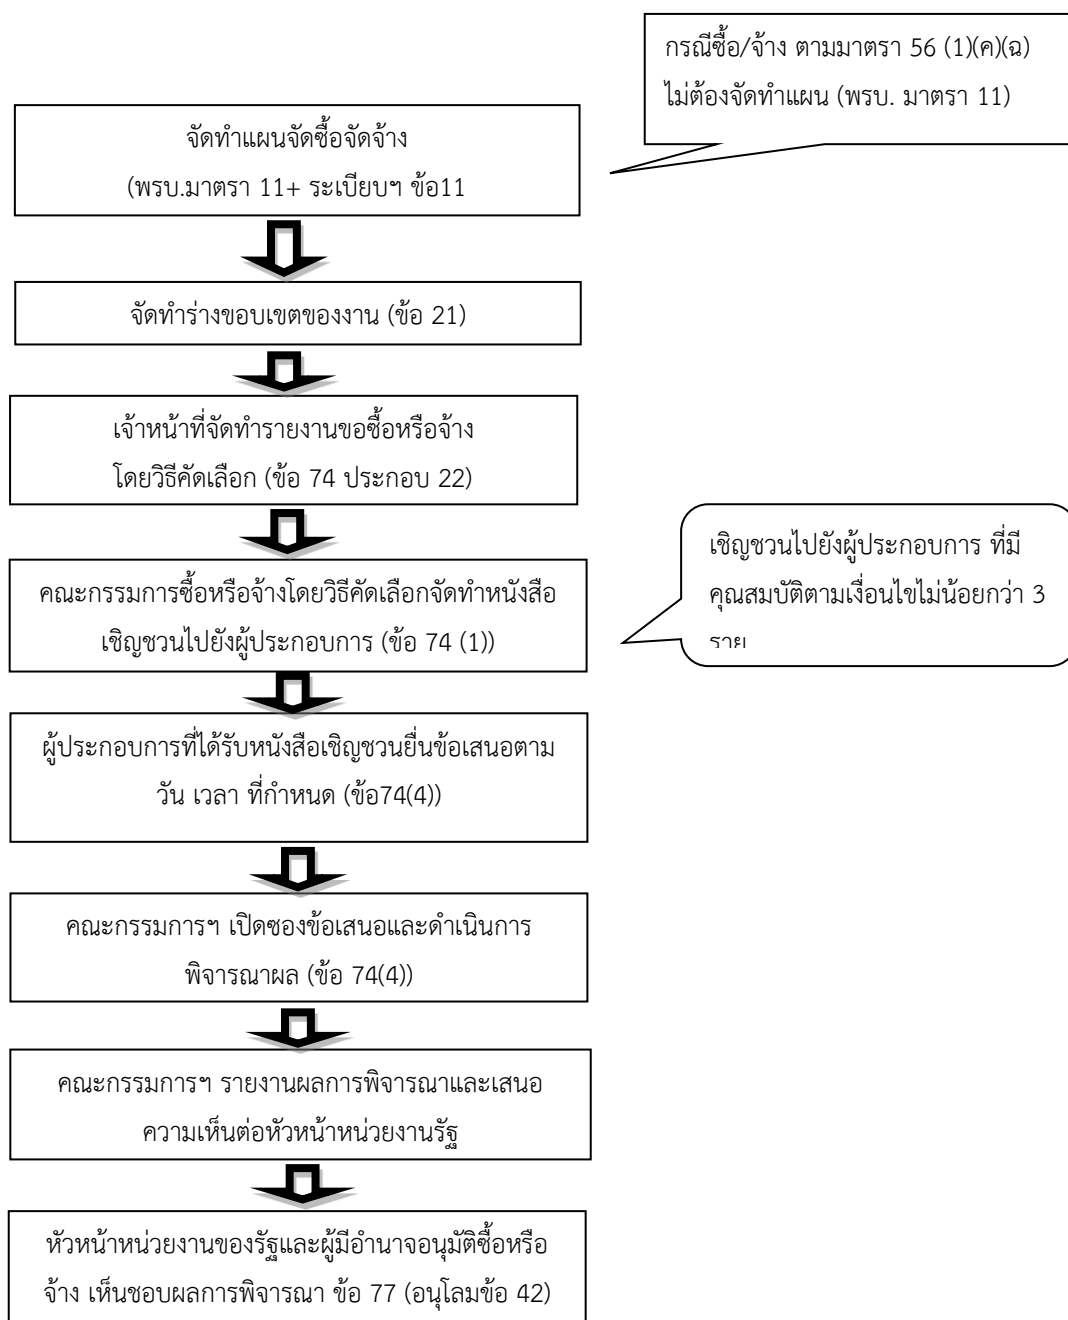 กรณีซื้อ/จ้าง ตามมาตรา 56 (1)(ค)(ฉ)
ไม่ต้องจัดทำแผน (พรบ. มาตรา 11)
จัดทำแผนจัดซื้อจัดจ้าง
(พรบ.มาตรา 11+ ระเบียบฯ ข้อ11
จัดทำร่างขอบเขตของงาน (ข้อ 21)
เจ้าหน้าที่จัดทำรายงานขอซื้อหรือจ้าง
โดยวิธีคัดเลือก (ข้อ 74 ประกอบ 22)
คณะกรรมการซื้อหรือจ้างโดยวิธีคัดเลือกจัดทำหนังสือ
เชิญชวนไปยังผู้ประกอบการ (ข้อ 74 (1))
เชิญชวนไปยังผู้ประกอบการ ที่มี
คุณสมบัติตามเงื่อนไขไม่น้อยกว่า 3
ราย
ผู้ประกอบการที่ได้รับหนังสือเชิญชวนยื่นข้อเสนอตาม
วัน เวลา ที่กำหนด (ข้อ74(4))
คณะกรรมการฯ เปิดซองข้อเสนอและดำเนินการ
พิจารณาผล (ข้อ 74(4))
คณะกรรมการฯ รายงานผลการพิจารณาและเสนอ
ความเห็นต่อหัวหน้าหน่วยงานรัฐ
หัวหน้าหน่วยงานของรัฐและผู้มีอำนาจอนุมัติซื้อหรือ
จ้าง เห็นชอบผลการพิจารณา ข้อ 77 (อนุโลมข้อ 42)